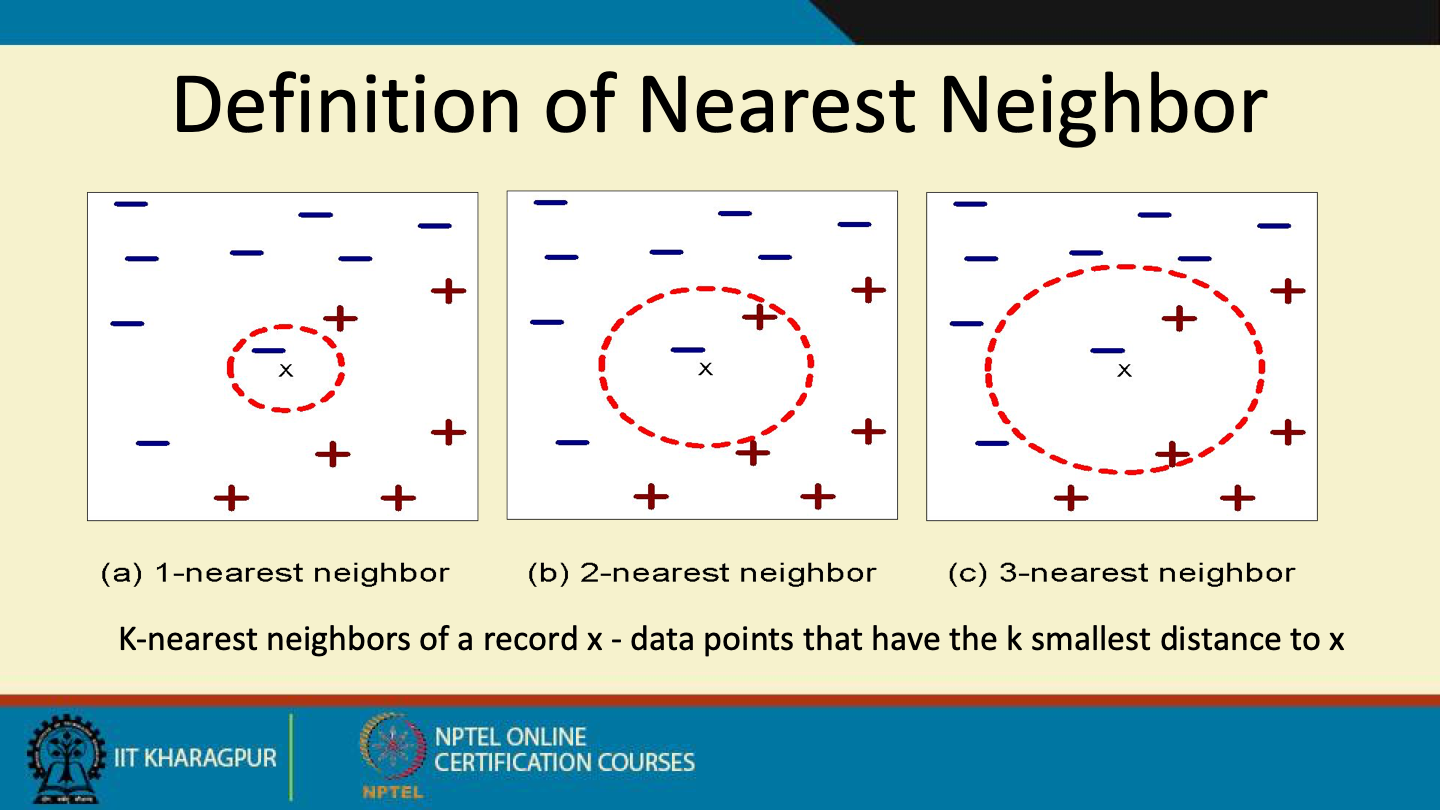 Definition of Nearest Neighbor
x
x
x
(a) 1-nearest neighbor
(b) 2-nearest neighbor
(c) 3-nearest neighbor
K-nearest neighbors of a record x - data points that have the k smallest distance to x
IIT KHARAGPUR
NPTEL
NPTEL ONLINE
CERTIFICATION COURSES